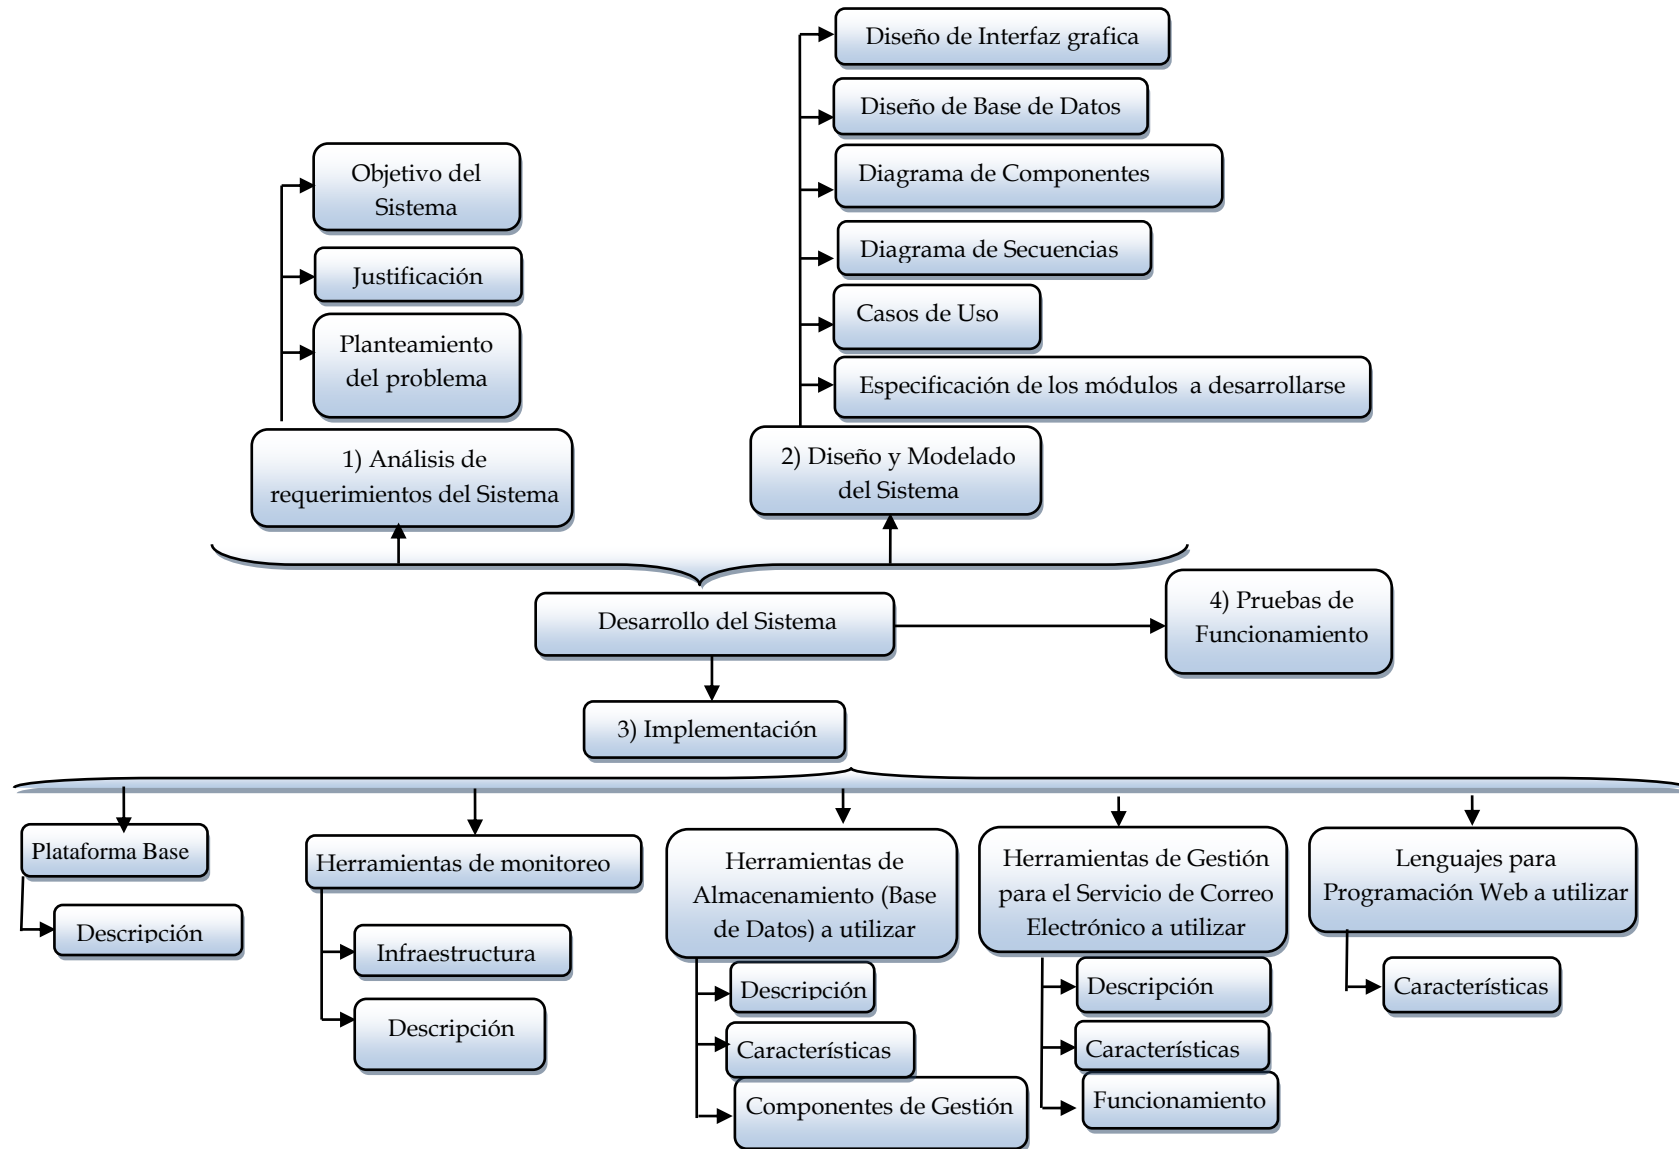 Diseño de Interfaz grafica
Diseño de Base de Datos
Diagrama de Componentes
Diagrama de Secuencias
Casos de Uso
Especificación de los módulos  a desarrollarse
Objetivo del
Sistema
Justificación
Planteamiento
del problema
1) Análisis de
requerimientos del Sistema
2) Diseño y Modelado
del Sistema
Desarrollo del Sistema
4) Pruebas de
Funcionamiento
3) Implementación
Plataforma Base
Descripción
Herramientas de monitoreo
Infraestructura
Descripción
Herramientas de
Almacenamiento (Base
de Datos) a utilizar
Descripción
Características
Componentes de Gestión
Herramientas de Gestión
para el Servicio de Correo
Electrónico a utilizar
Descripción
Características
Funcionamiento
Lenguajes para
Programación Web a utilizar
Características